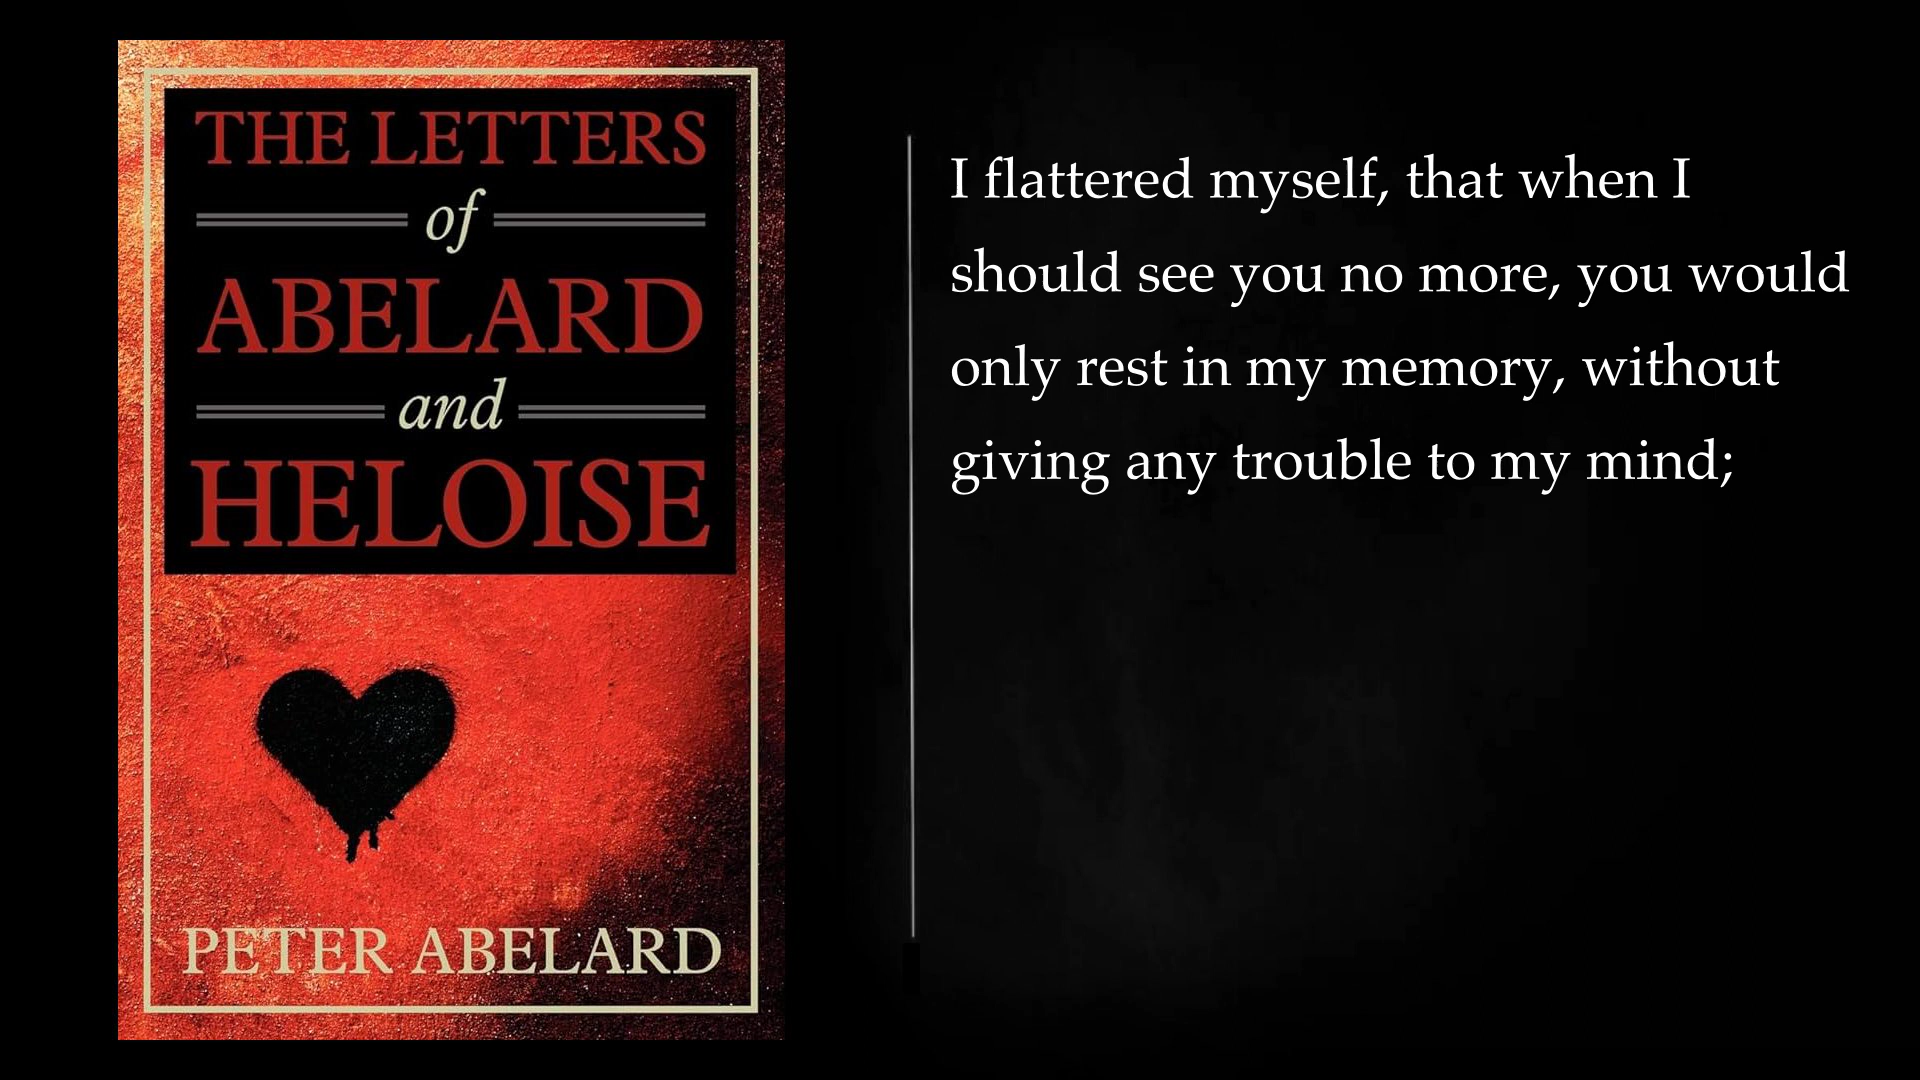 THE LETTERS
of
ABELARD
and
HELOISE
PETER ABELARD
I flattered myself, that when I
should see you no more, you would
only rest in my memory, without
giving any trouble to my mind;